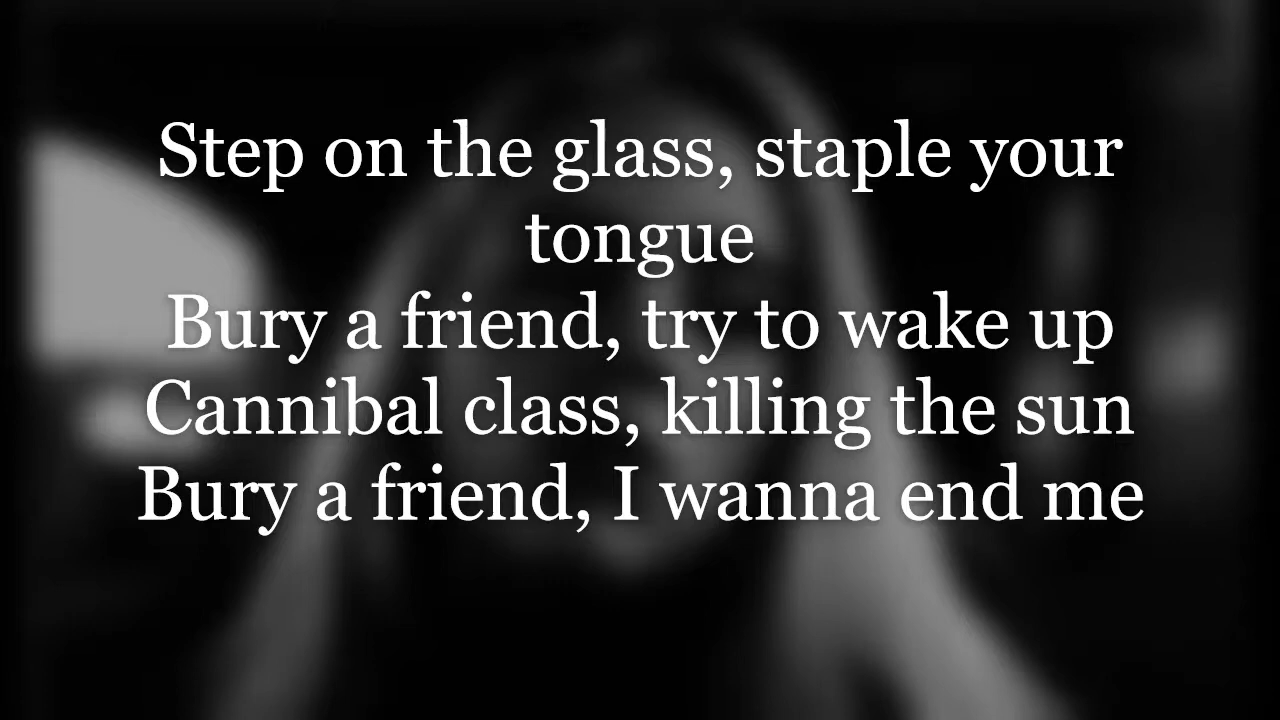 Step on the glass, staple your
tongue
Bury a friend, try to wake up
Cannibal class, killing the sun
Bury a friend, I wanna end me